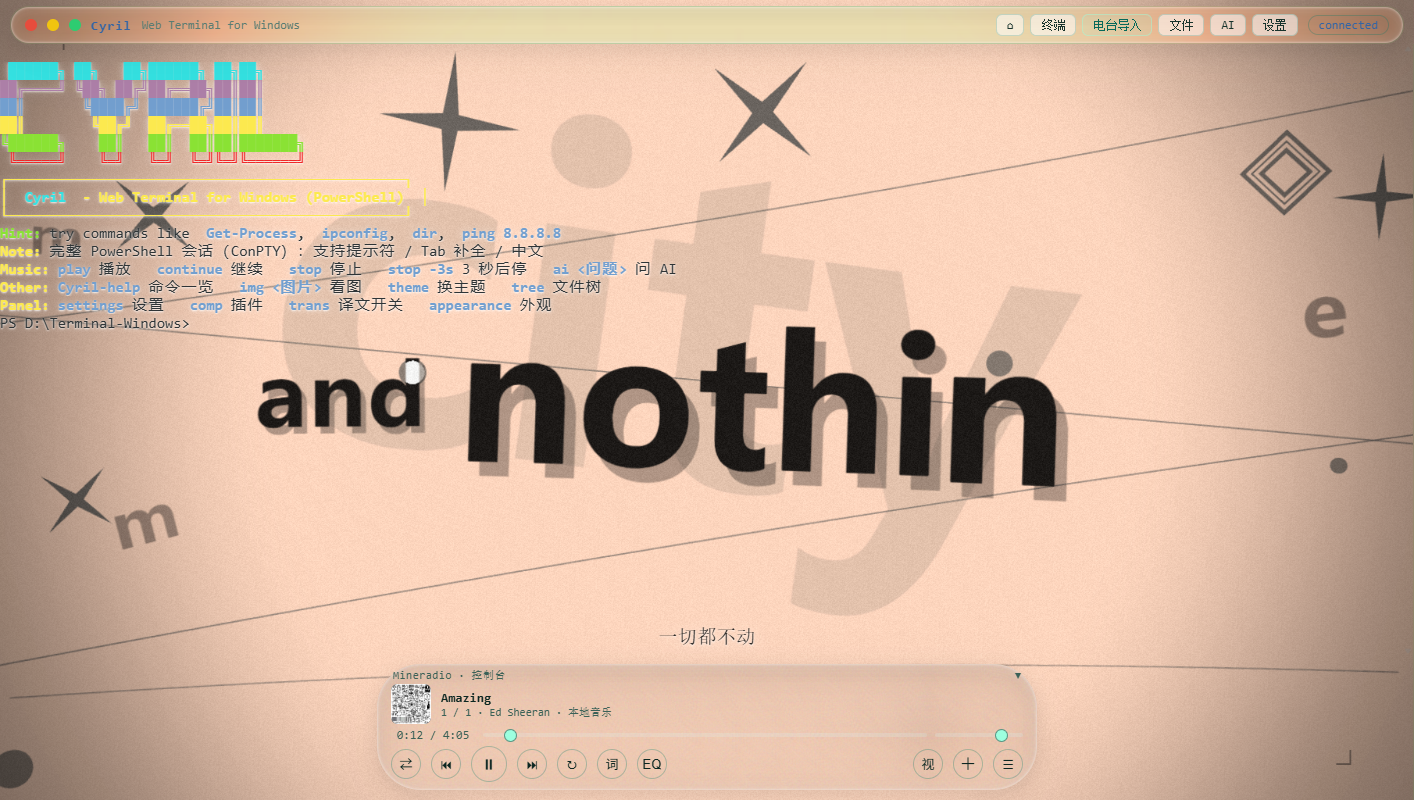 Cyril Web Terminal for Windows ⌂ 终端 电台导入 文件 AI 设置 connected
CYRIL
Cyril - Web Terminal for Windows (PowerShell)
Hint: try commands like Get-Process, ipconfig, dir, ping 8.8.8.8
Note: 完整 PowerShell 会话 (ConPTY) : 支持提示符 / Tab 补全 / 中文
Music: play 播放 continue 继续 stop 停止 stop -3s 3 秒后停 ai <问题> 问 AI
Other: Cyril-help 命令一览 img <图片> 看图 theme 换主题 tree 文件树
Panel: settings 设置 comp 插件 trans 译文开关 appearance 外观
PS D:\Terminal-Windows>
city
m
e
and nothin
m
一切都不动
Mineradio · 控制台 ▼
Amazing
1 / 1 · Ed Sheeran · 本地音乐
0:12 / 4:05
词 EQ 视